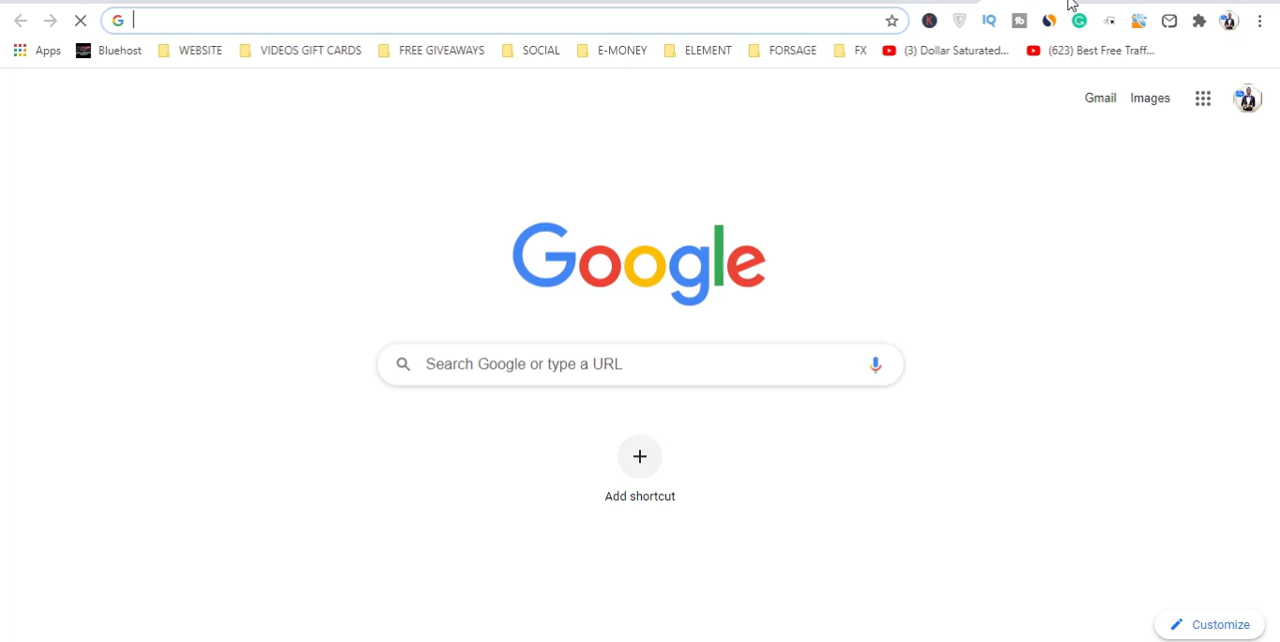 Apps Bluehost WEBSITE VIDEOS GIFT CARDS FREE GIVEAWAYS SOCIAL E-MONEY ELEMENT FORSAGE FX (3) Dollar Saturated... (623) Best Free Traff...
Gmail Images
Google
Search Google or type a URL
Add shortcut
Customize